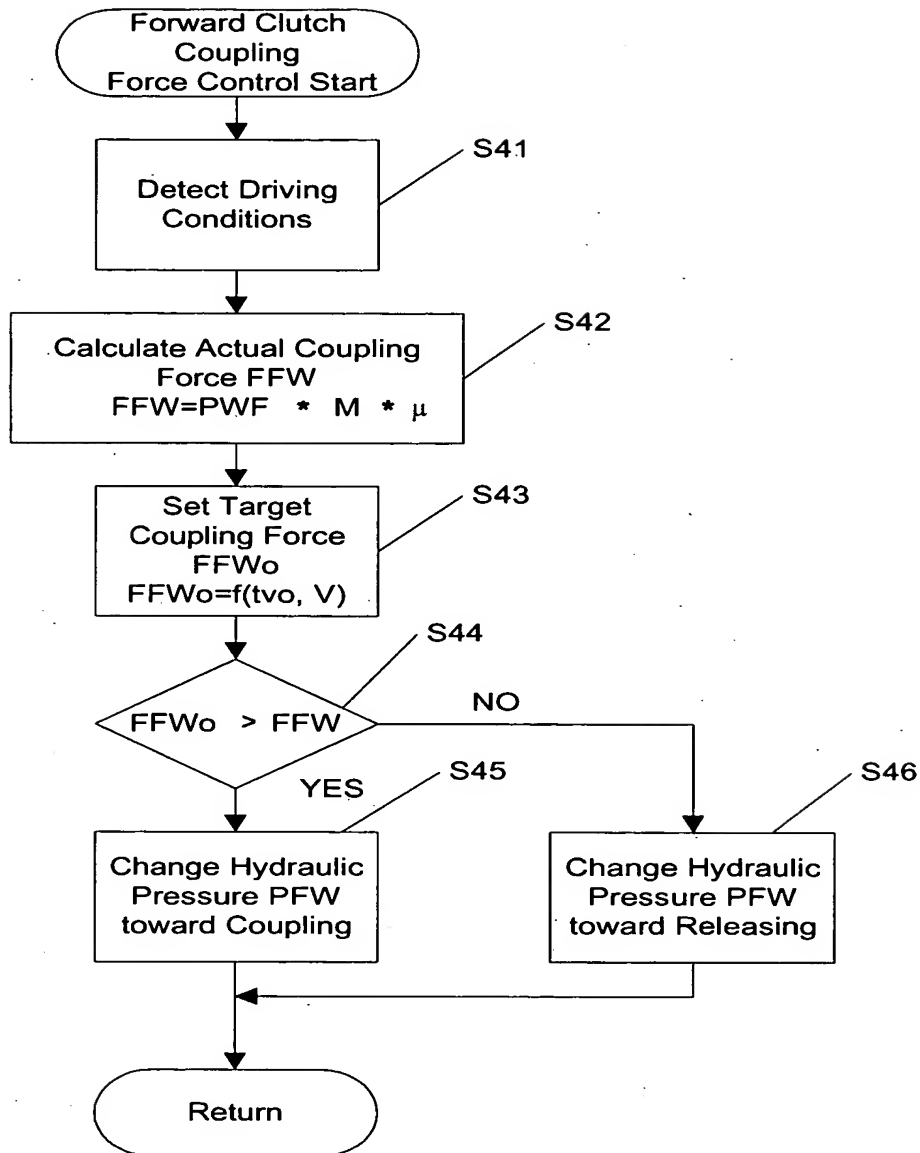 Forward Clutch
Coupling
Force Control Start
S41
Detect Driving
Conditions
S42
Calculate Actual Coupling
Force FFW
FFW=PWF * M * μ
S43
Set Target
Coupling Force
FFWo
FFWo=f(tvo, V)
S44
FFWo > FFW
NO
YES
S45
S46
Change Hydraulic
Pressure PFW
toward Coupling
Change Hydraulic
Pressure PFW
toward Releasing
Return